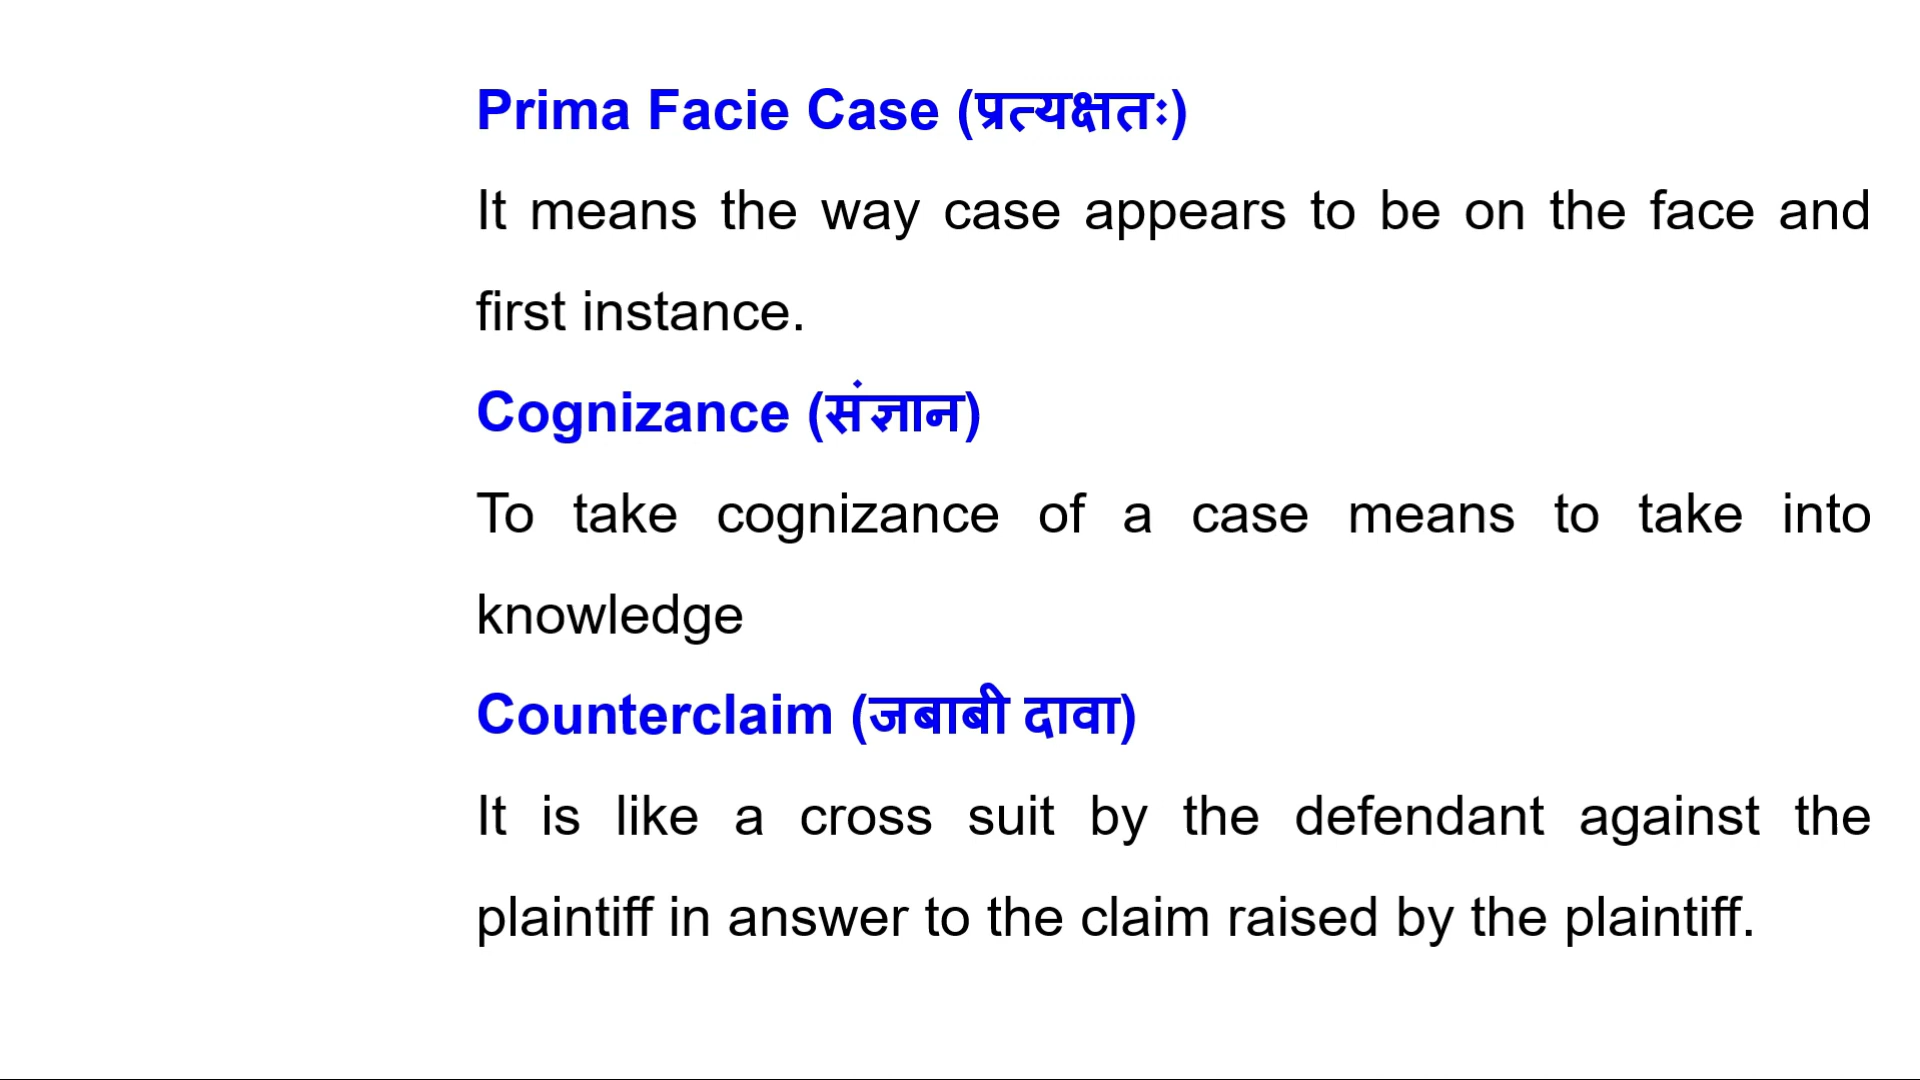 Prima Facie Case (प्रत्यक्षतः)
It means the way case appears to be on the face and
first instance.
Cognizance (संज्ञान)
To take cognizance of a case means to take into
knowledge
Counterclaim (जबाबी दावा)
It is like a cross suit by the defendant against the
plaintiff in answer to the claim raised by the plaintiff.